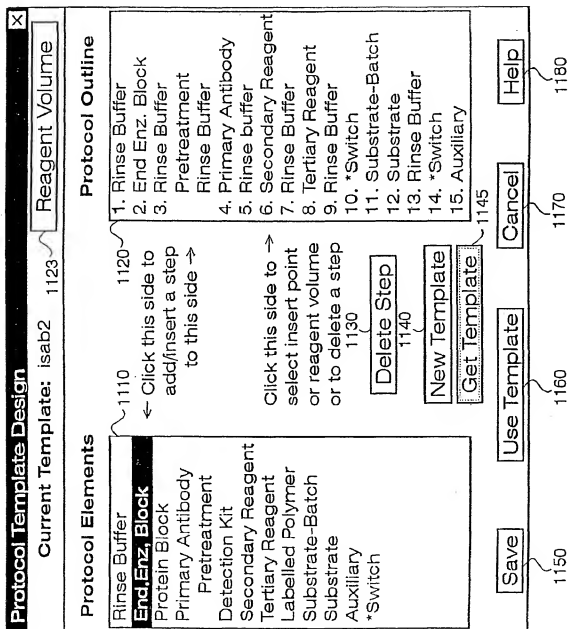 Protocol Template Design X
Current Template: isab2
1123
Reagent Volume
Protocol Elements
1110
Rinse Buffer
End,Enz, Block
Protein Block
Primary Antibody
Pretreatment
Detection Kit
Secondary Reagent
Tertiary Reagent
Labelled Polymer
Substrate-Batch
Substrate
Auxiliary
*Switch
← Click this side to
add/insert a step
to this side →
Click this side to →
select insert point
or reagent volume
or to delete a step
1130
Delete Step
1140
New Template
Get Template
1145
Protocol Outline
1120
1. Rinse Buffer
2. End Enz. Block
3. Rinse Buffer
Pretreatment
Rinse Buffer
4. Primary Antibody
5. Rinse buffer
6. Secondary Reagent
7. Rinse Buffer
8. Tertiary Reagent
9. Rinse Buffer
10. *Switch
11. Substrate-Batch
12. Substrate
13. Rinse Buffer
14. *Switch
15. Auxiliary
Save
Use Template
Cancel
Help
1150
1160
1170
1180